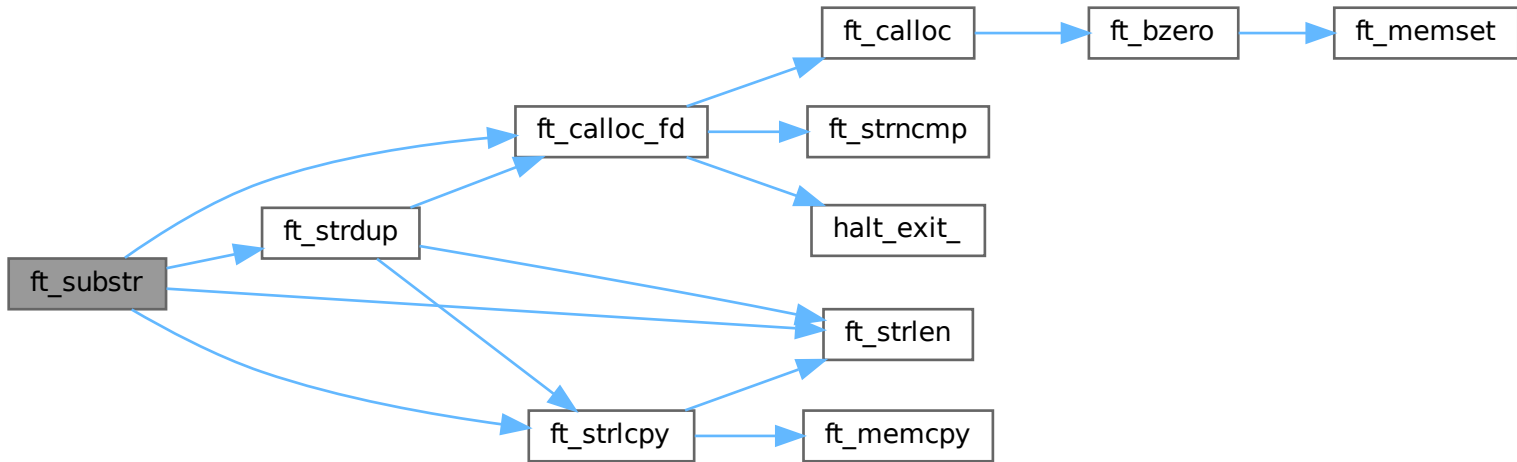 ft_calloc
ft_bzero
ft_memset
ft_calloc_fd
ft_strncmp
ft_strdup
halt_exit_
ft_substr
ft_strlen
ft_strlcpy
ft_memcpy